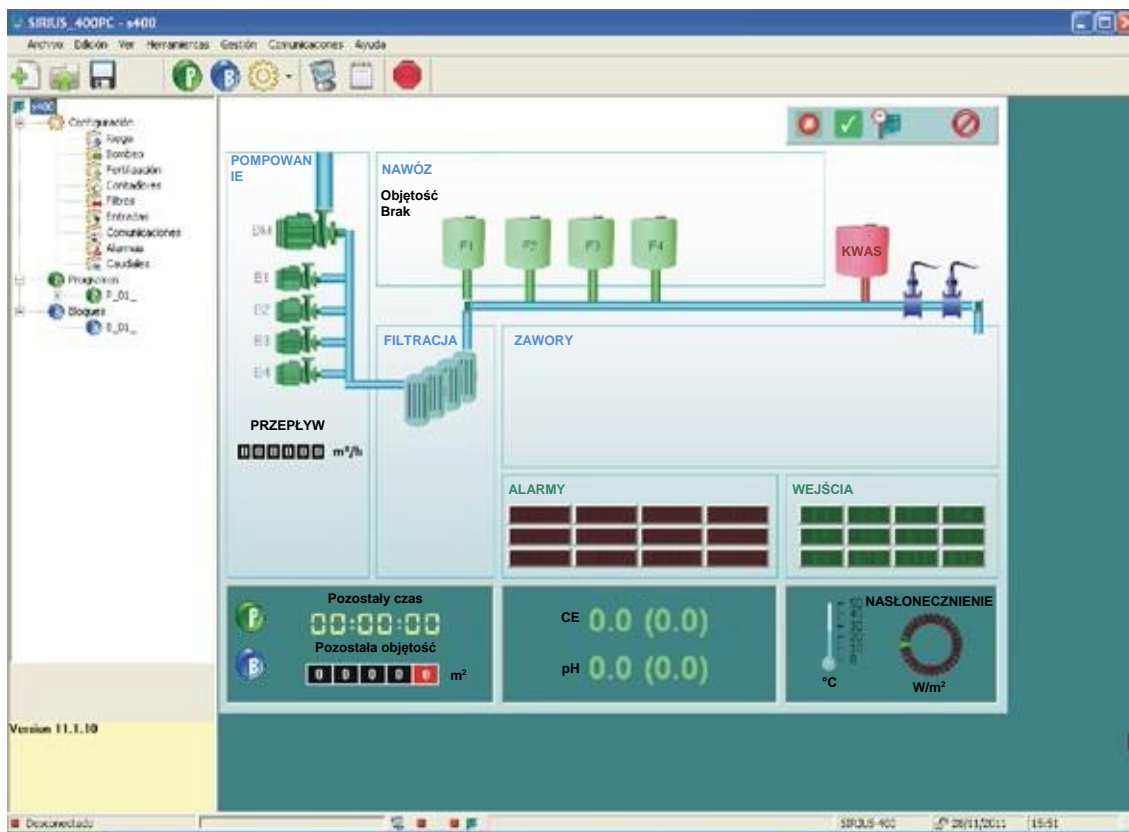 SIRIUS_400PC - s400
Archivo Edición Ver Herramientas Gestión Comunicaciones Ayuda
s400
Configuración
Riego
Bombeo
Fertilización
Contadores
Filtros
Entradas
Comunicaciones
Alarmas
Caudales
Programas
P_01_
Bloques
B_01_
POMPOWAN
IE
NAWÓZ
Objętość
Brak
BM
B1
B2
B3
B4
F1
F2
F3
F4
KWAS
FILTRACJA
ZAWORY
PRZEPŁYW
000000 m³/h
ALARMY
WEJŚCIA
P
Pozostały czas
00:00:00
B
Pozostała objętość
00000 m²
CE 0.0 (0.0)
pH 0.0 (0.0)
NASŁONECZNIENIE
°C
W/m²
Version 11.1.10
Desconectado
SIRIUS-400
28/11/2011
15:51